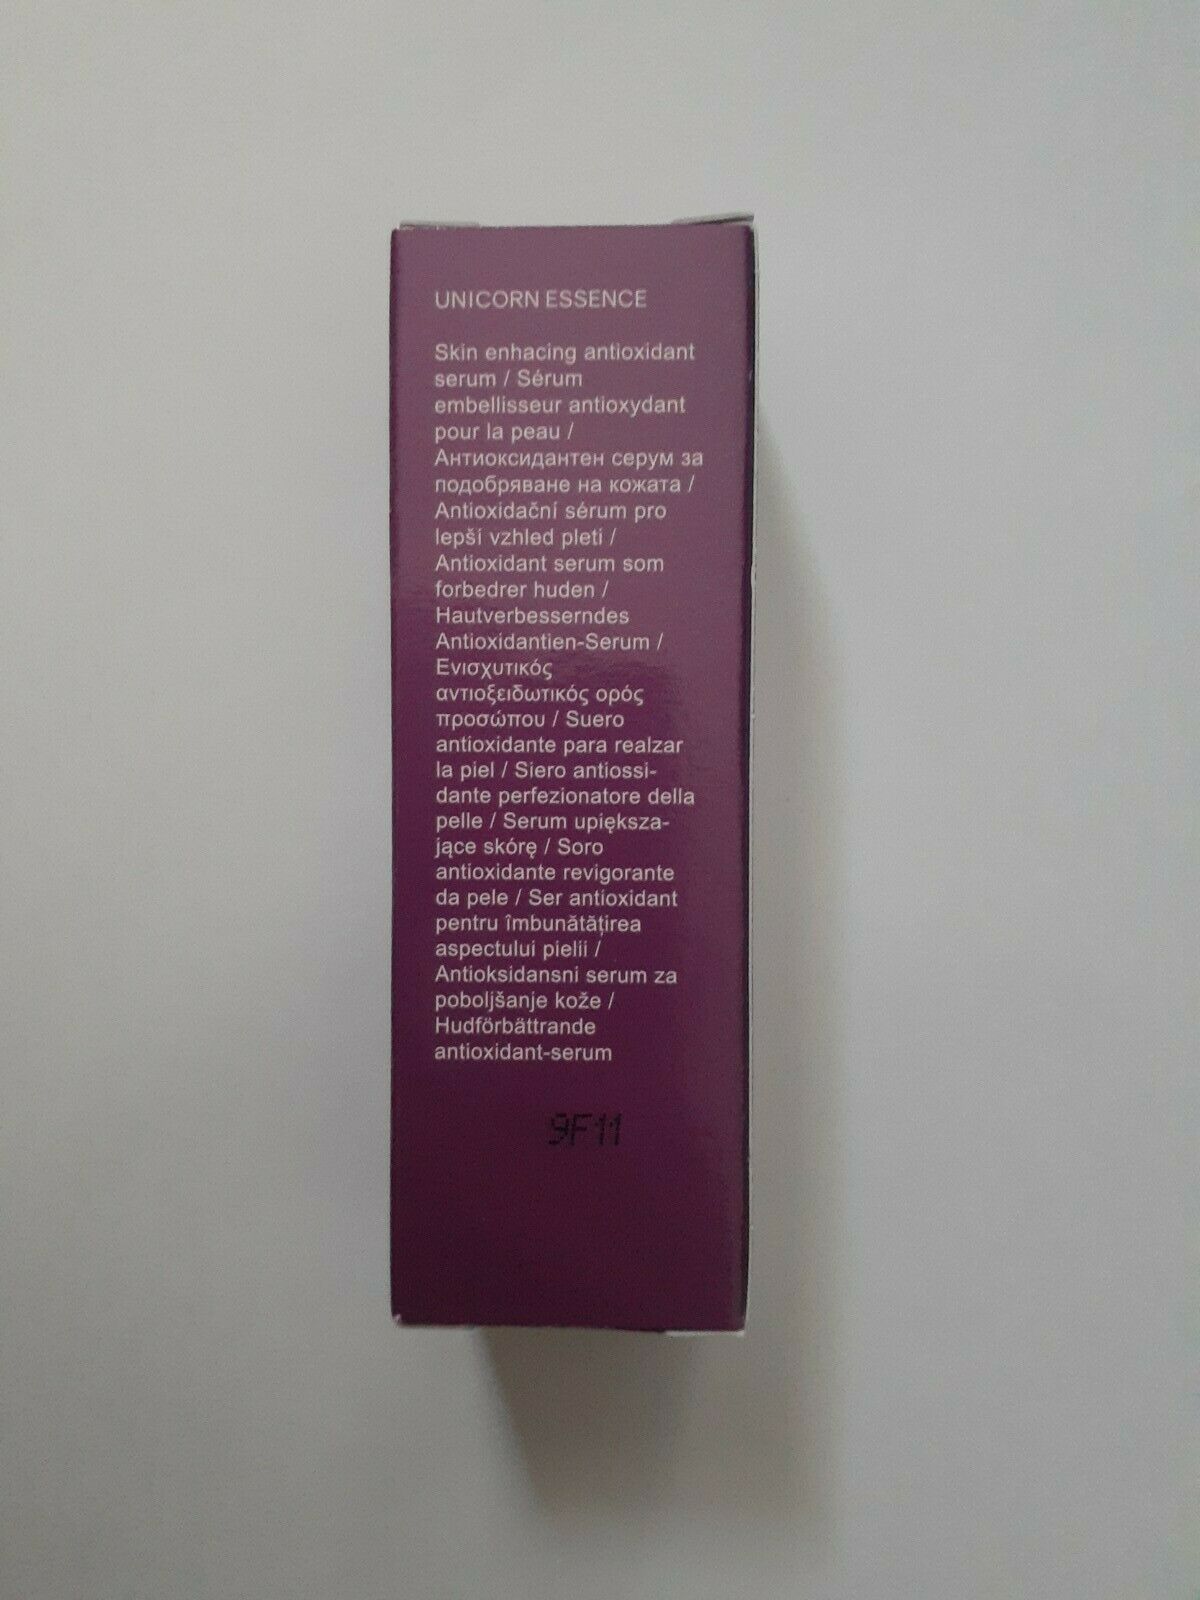 UNICORN ESSENCE
Skin enhacing antioxidant
serum / Sérum
embellisseur antioxydant
pour la peau /
Антиоксидантен серум за
подобряване на кожата /
Antioxidační sérum pro
lepší vzhled pleti /
Antioxidant serum som
forbedrer huden /
Hautverbesserndes
Antioxidantien-Serum /
Ενισχυτικός
αντιοξειδωτικός ορός
προσώπου / Suero
antioxidante para realzar
la piel / Siero antiossi-
dante perfezionatore della
pelle / Serum upiększa-
jące skórę / Soro
antioxidante revigorante
da pele / Ser antioxidant
pentru îmbunătățirea
aspectului pielii /
Antioksidansni serum za
poboljšanje kože /
Hudförbättrande
antioxidant-serum
9F11